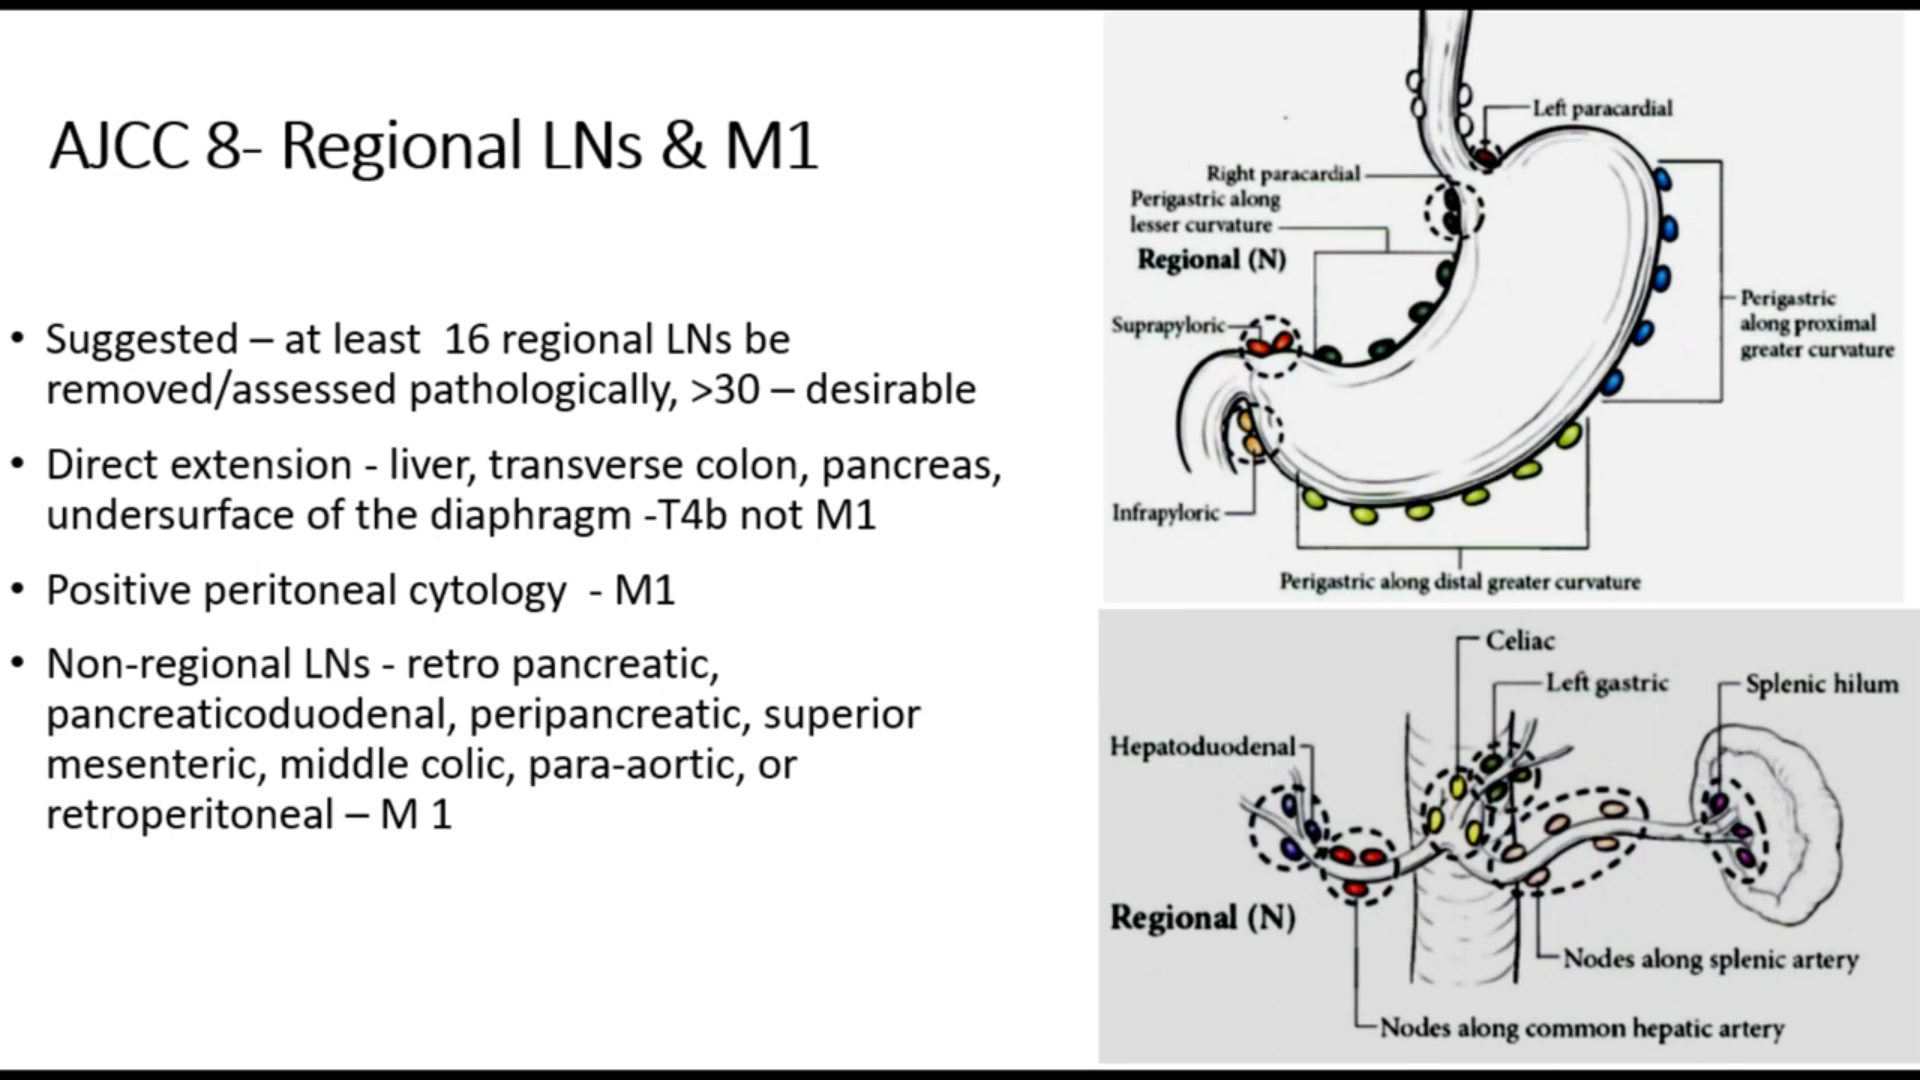 AJCC 8- Regional LNs & M1
• Suggested – at least 16 regional LNs be
removed/assessed pathologically, >30 – desirable
• Direct extension - liver, transverse colon, pancreas,
undersurface of the diaphragm -T4b not M1
• Positive peritoneal cytology - M1
• Non-regional LNs - retro pancreatic,
pancreaticoduodenal, peripancreatic, superior
mesenteric, middle colic, para-aortic, or
retroperitoneal – M 1
Left paracardial
Right paracardial
Perigastric along
lesser curvature
Regional (N)
Suprapyloric
Perigastric
along proximal
greater curvature
Infrapyloric
Perigastric along distal greater curvature
Celiac
Left gastric
Splenic hilum
Hepatoduodenal
Regional (N)
Nodes along splenic artery
Nodes along common hepatic artery